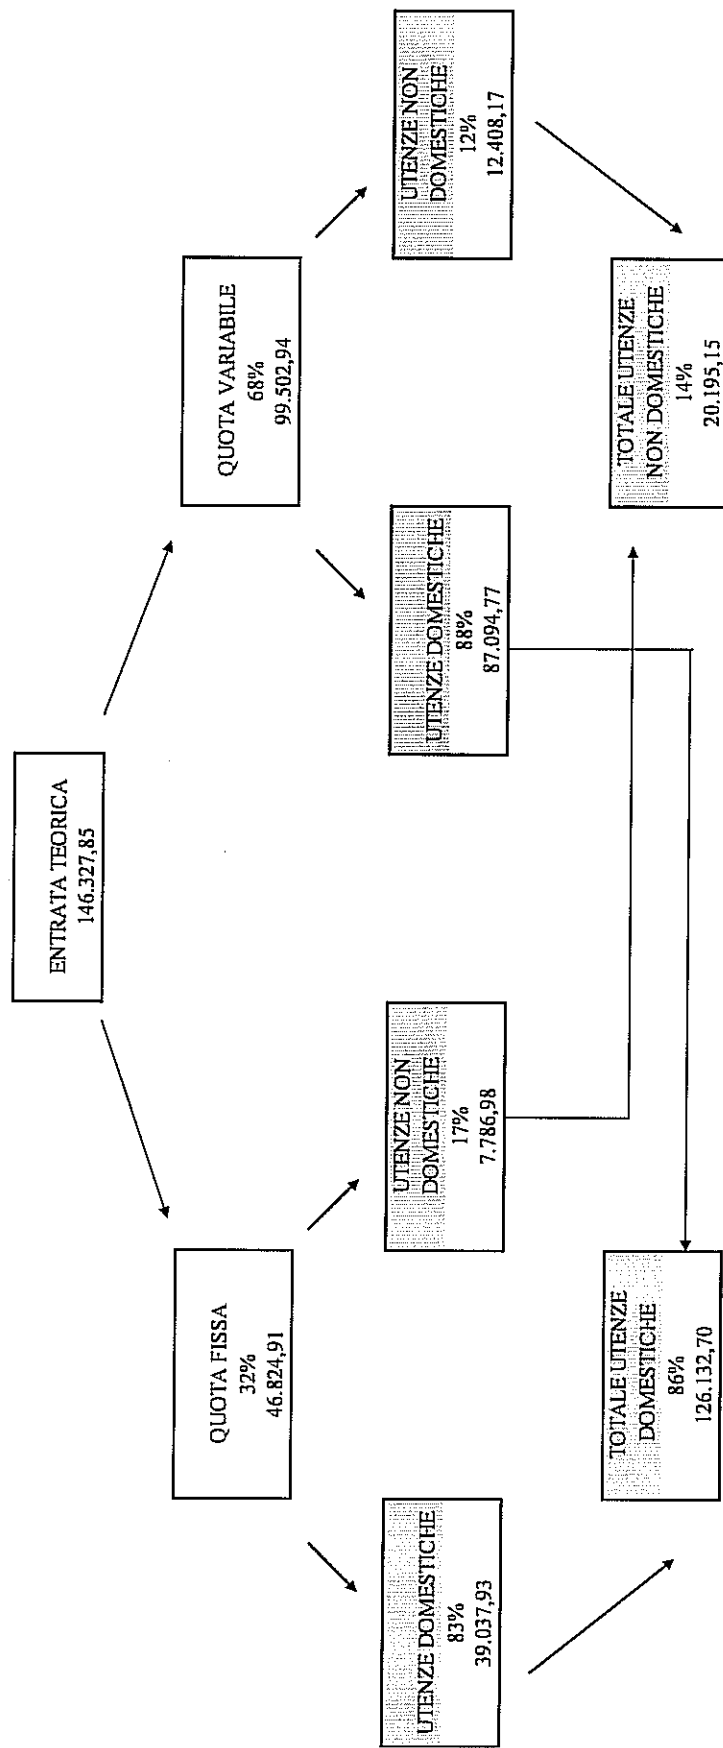 ENTRATA TEORICA
146.327,85
QUOTA FISSA
32%
46.824,91
QUOTA VARIABILE
68%
99.502,94
UTENZE DOMESTICHE
83%
39.037,93
UTENZE NON
DOMESTICHE
17%
7.786,98
UTENZE DOMESTICHE
88%
87.094,77
UTENZE NON
DOMESTICHE
12%
12.408,17
TOTALE UTENZE
DOMESTICHE
86%
126.132,70
TOTALE UTENZE
NON DOMESTICHE
14%
20.195,15